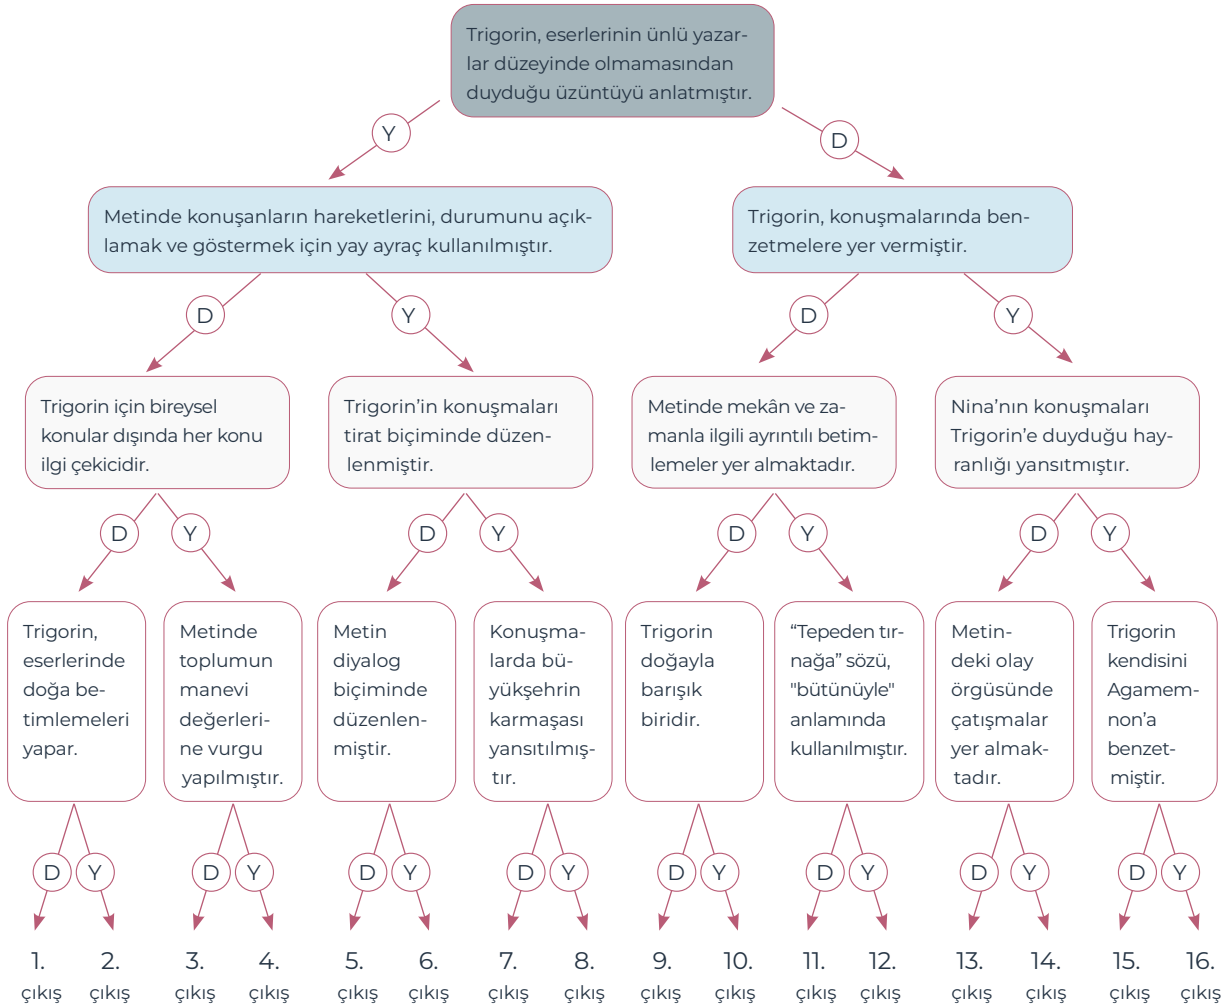 Trigorin, eserlerinin ünlü yazar-
lar düzeyinde olmamasından
duyduğu üzüntüyü anlatmıştır.
Y
D
Metinde konuşanların hareketlerini, durumunu açık-
lamak ve göstermek için yay ayraç kullanılmıştır.
Trigorin, konuşmalarında ben-
zetmelere yer vermiştir.
D
Y
D
Y
Trigorin için bireysel
konular dışında her konu
ilgi çekicidir.
Trigorin’in konuşmaları
tirat biçiminde düzen-
lenmiştir.
Metinde mekân ve za-
manla ilgili ayrıntılı betim-
lemeler yer almaktadır.
Nina’nın konuşmaları
Trigorin’e duyduğu hay-
ranlığı yansıtmıştır.
D
Y
D
Y
D
Y
D
Y
Trigorin,
eserlerinde
doğa be-
timlemeleri
yapar.
Metinde
toplumun
manevi
değerleri-
ne vurgu
yapılmıştır.
Metin
diyalog
biçiminde
düzenlen-
miştir.
Konuşma-
larda bü-
yükşehrin
karmaşası
yansıtılmış-
tır.
Trigorin
doğayla
barışık
biridir.
“Tepeden tır-
nağa” sözü,
"bütünüyle"
anlamında
kullanılmıştır.
Metin-
deki olay
örgüsünde
çatışmalar
yer almak-
tadır.
Trigorin
kendisini
Agamem-
non’a
benzet-
miştir.
D
Y
D
Y
D
Y
D
Y
D
Y
D
Y
D
Y
D
Y
1.
çıkış
2.
çıkış
3.
çıkış
4.
çıkış
5.
çıkış
6.
çıkış
7.
çıkış
8.
çıkış
9.
çıkış
10.
çıkış
11.
çıkış
12.
çıkış
13.
çıkış
14.
çıkış
15.
çıkış
16.
çıkış